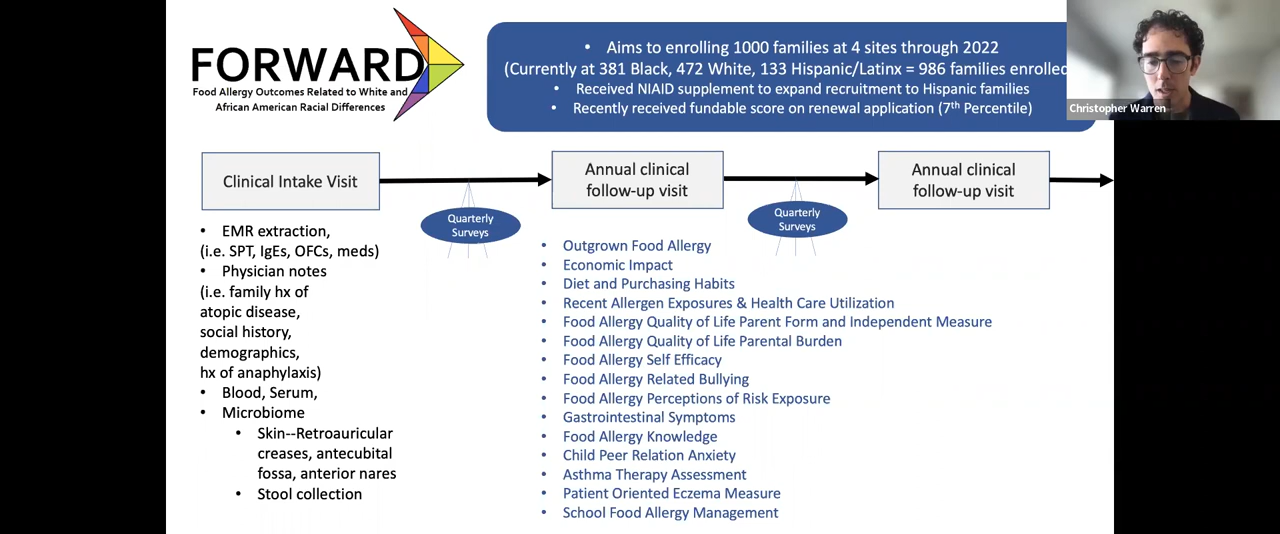 FORWARD
Food Allergy Outcomes Related to White and
African American Racial Differences
• Aims to enrolling 1000 families at 4 sites through 2022
(Currently at 381 Black, 472 White, 133 Hispanic/Latinx = 986 families enrolled
• Received NIAID supplement to expand recruitment to Hispanic families
• Recently received fundable score on renewal application (7th Percentile)
Christopher Warren
Clinical Intake Visit
Quarterly
Surveys
Annual clinical
follow-up visit
Quarterly
Surveys
Annual clinical
follow-up visit
• EMR extraction,
(i.e. SPT, IgEs, OFCs, meds)
• Physician notes
(i.e. family hx of
atopic disease,
social history,
demographics,
hx of anaphylaxis)
• Blood, Serum,
• Microbiome
• Skin--Retroauricular
creases, antecubital
fossa, anterior nares
• Stool collection
• Outgrown Food Allergy
• Economic Impact
• Diet and Purchasing Habits
• Recent Allergen Exposures & Health Care Utilization
• Food Allergy Quality of Life Parent Form and Independent Measure
• Food Allergy Quality of Life Parental Burden
• Food Allergy Self Efficacy
• Food Allergy Related Bullying
• Food Allergy Perceptions of Risk Exposure
• Gastrointestinal Symptoms
• Food Allergy Knowledge
• Child Peer Relation Anxiety
• Asthma Therapy Assessment
• Patient Oriented Eczema Measure
• School Food Allergy Management